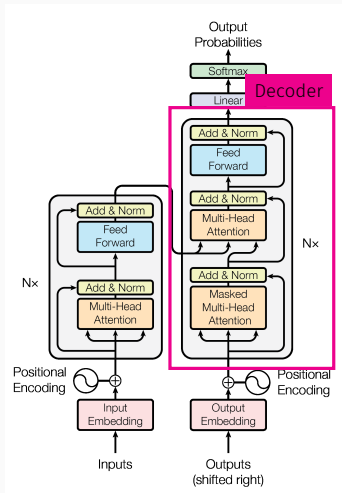 Output
Probabilities
Softmax
Linear
Decoder
Add & Norm
Feed
Forward
Add & Norm
Multi-Head
Attention
Nx
Add & Norm
Masked
Multi-Head
Attention
Add & Norm
Feed
Forward
Nx
Add & Norm
Multi-Head
Attention
Positional
Encoding
Positional
Encoding
Input
Embedding
Output
Embedding
Inputs
Outputs
(shifted right)